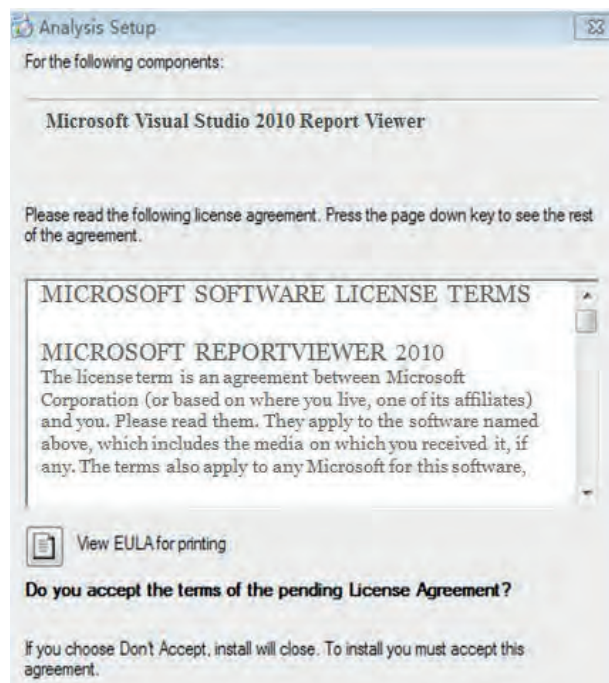 Analysis Setup
For the following components:
Microsoft Visual Studio 2010 Report Viewer
Please read the following license agreement. Press the page down key to see the rest
of the agreement.
MICROSOFT SOFTWARE LICENSE TERMS
MICROSOFT REPORTVIEWER 2010
The license term is an agreement between Microsoft
Corporation (or based on where you live, one of its affiliates)
and you. Please read them. They apply to the software named
above, which includes the media on which you received it, if
any. The terms also apply to any Microsoft for this software,
View EULA for printing
Do you accept the terms of the pending License Agreement?
If you choose Don't Accept, install will close. To install you must accept this
agreement.